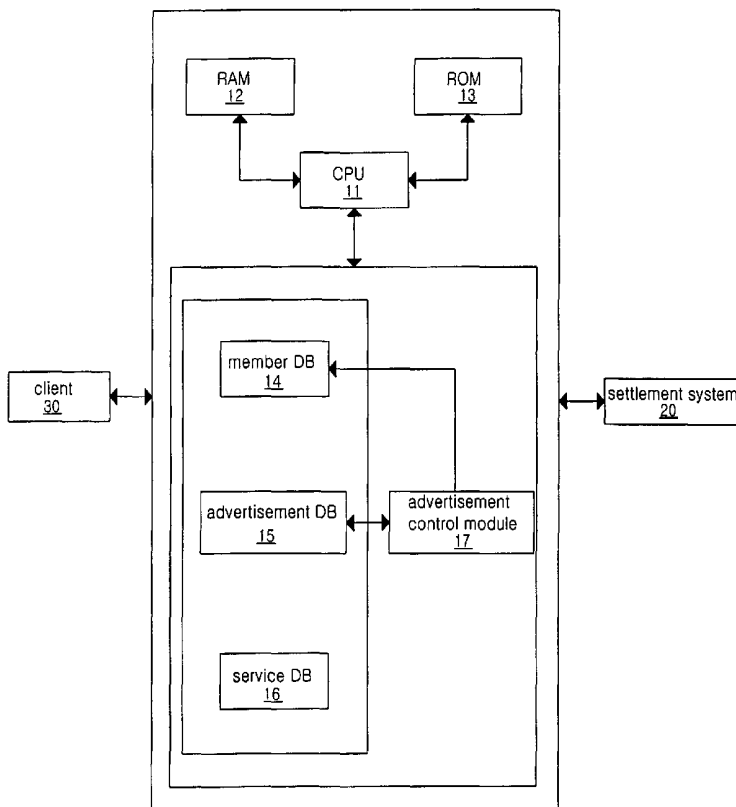 RAM
12
ROM
13
CPU
11
member DB
14
client
30
settlement system
20
advertisement DB
15
advertisement
control module
17
service DB
16